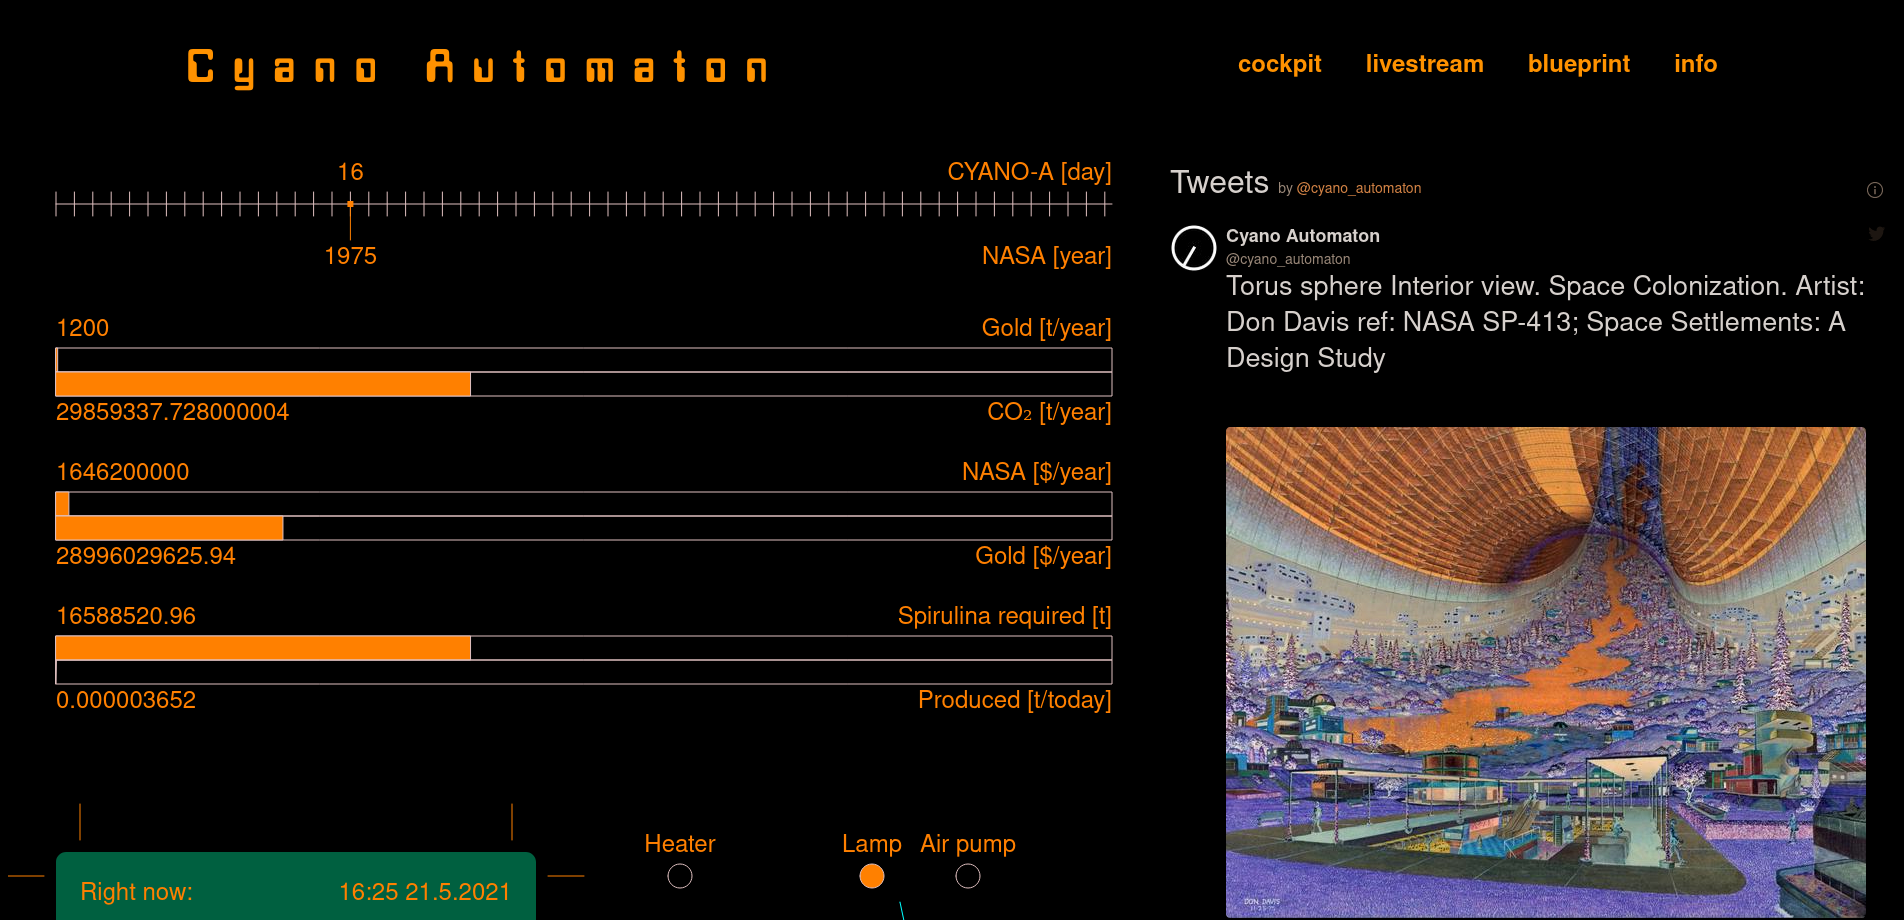 Cyano Automaton
cockpit livestream blueprint info
16 CYANO-A [day]
1975 NASA [year]
1200 Gold [t/year]
29859337.728000004 CO₂ [t/year]
1646200000 NASA [$/year]
28996029625.94 Gold [$/year]
16588520.96 Spirulina required [t]
0.000003652 Produced [t/today]
Heater Lamp Air pump
Right now: 16:25 21.5.2021
Tweets by @cyano_automaton
Cyano Automaton
@cyano_automaton
Torus sphere Interior view. Space Colonization. Artist:
Don Davis ref: NASA SP-413; Space Settlements: A
Design Study
DON DAVIS